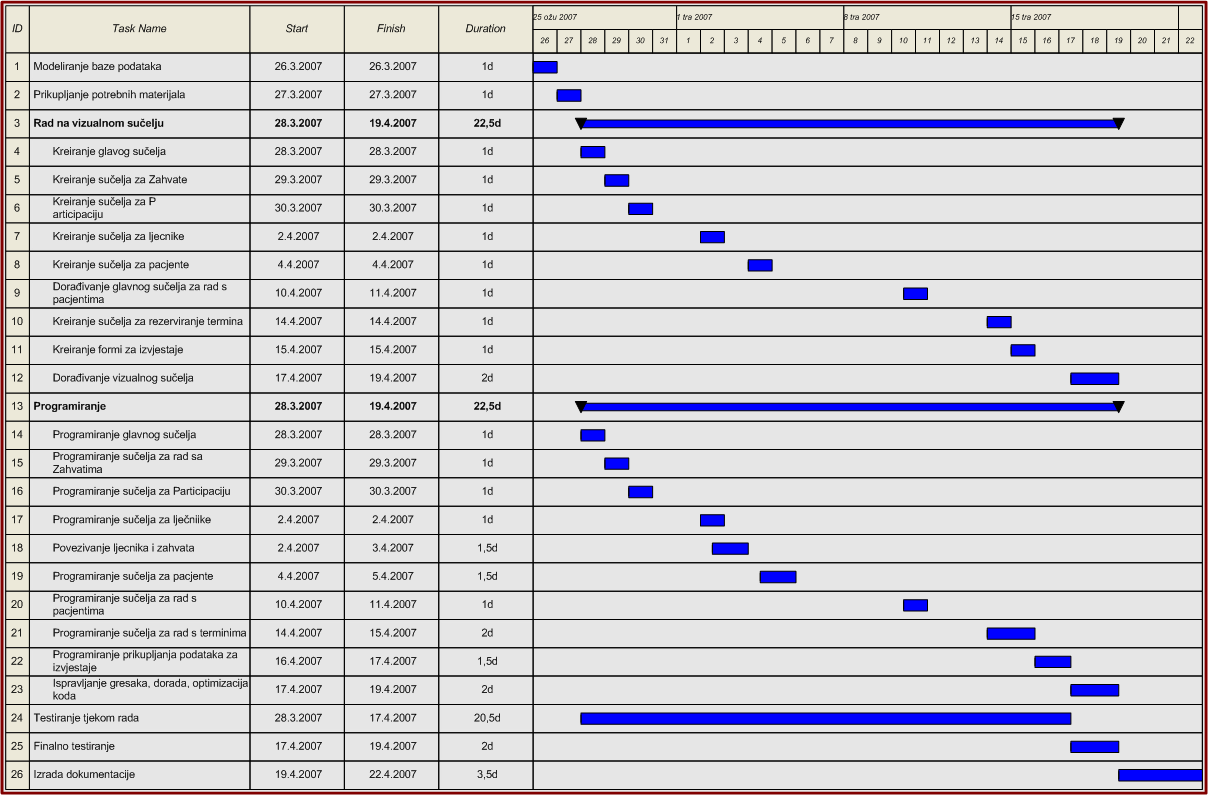 ID Task Name Start Finish Duration 25 ožu 2007 1 tra 2007 8 tra 2007 15 tra 2007
26 27 28 29 30 31 1 2 3 4 5 6 7 8 9 10 11 12 13 14 15 16 17 18 19 20 21 22
1 Modeliranje baze podataka 26.3.2007 26.3.2007 1d
2 Prikupljanje potrebnih materijala 27.3.2007 27.3.2007 1d
3 Rad na vizualnom sučelju 28.3.2007 19.4.2007 22,5d
4 Kreiranje glavog sučelja 28.3.2007 28.3.2007 1d
5 Kreiranje sučelja za Zahvate 29.3.2007 29.3.2007 1d
6 Kreiranje sučelja za P
articipaciju 30.3.2007 30.3.2007 1d
7 Kreiranje sučelja za ljecnike 2.4.2007 2.4.2007 1d
8 Kreiranje sučelja za pacjente 4.4.2007 4.4.2007 1d
9 Dorađivanje glavnog sučelja za rad s
pacjentima 10.4.2007 11.4.2007 1d
10 Kreiranje sučelja za rezerviranje termina 14.4.2007 14.4.2007 1d
11 Kreiranje formi za izvjestaje 15.4.2007 15.4.2007 1d
12 Dorađivanje vizualnog sučelja 17.4.2007 19.4.2007 2d
13 Programiranje 28.3.2007 19.4.2007 22,5d
14 Programiranje glavnog sučelja 28.3.2007 28.3.2007 1d
15 Programiranje sučelja za rad sa
Zahvatima 29.3.2007 29.3.2007 1d
16 Programiranje sučelja za Participaciju 30.3.2007 30.3.2007 1d
17 Programiranje sučelja za lječniike 2.4.2007 2.4.2007 1d
18 Povezivanje ljecnika i zahvata 2.4.2007 3.4.2007 1,5d
19 Programiranje sučelja za pacjente 4.4.2007 5.4.2007 1,5d
20 Programiranje sučelja za rad s
pacjentima 10.4.2007 11.4.2007 1d
21 Programiranje sučelja za rad s terminima 14.4.2007 15.4.2007 2d
22 Programiranje prikupljanja podataka za
izvjestaje 16.4.2007 17.4.2007 1,5d
23 Ispravljanje gresaka, dorada, optimizacija
koda 17.4.2007 19.4.2007 2d
24 Testiranje tjekom rada 28.3.2007 17.4.2007 20,5d
25 Finalno testiranje 17.4.2007 19.4.2007 2d
26 Izrada dokumentacije 19.4.2007 22.4.2007 3,5d